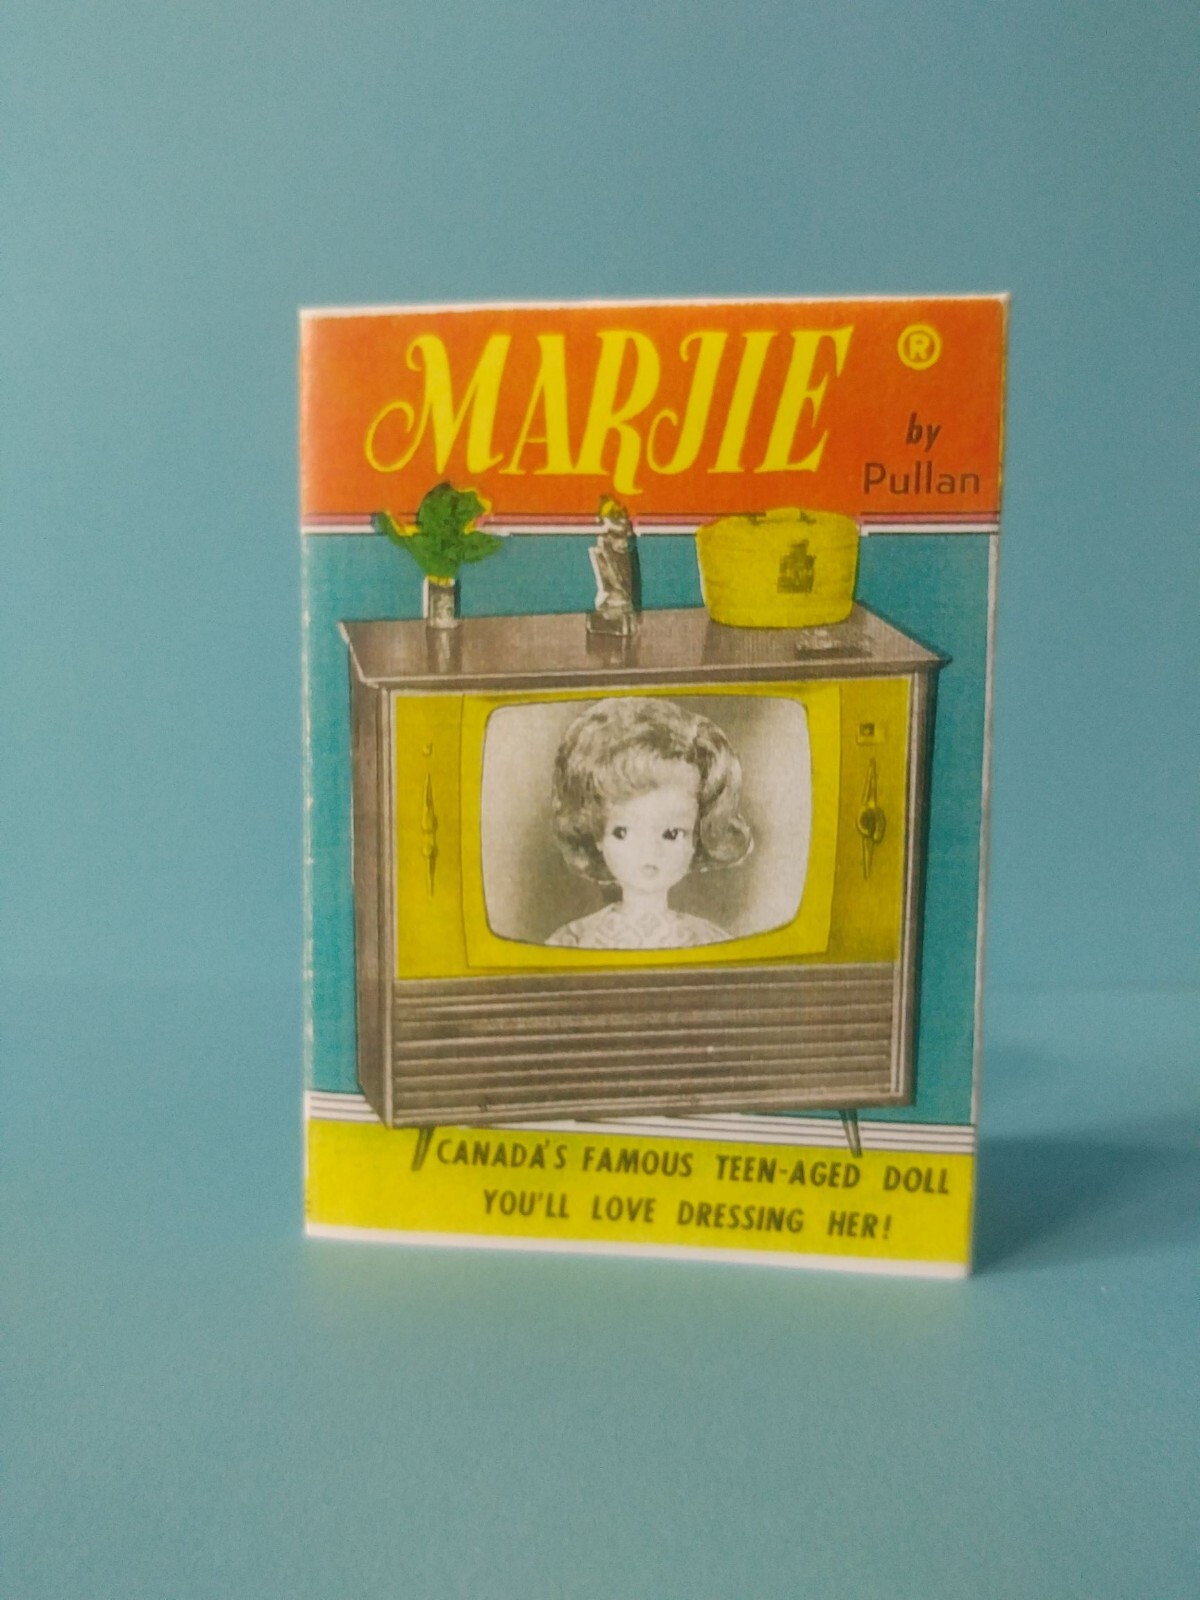 MARJIE ®
by
Pullan
CANADA'S FAMOUS TEEN-AGED DOLL
YOU'LL LOVE DRESSING HER!